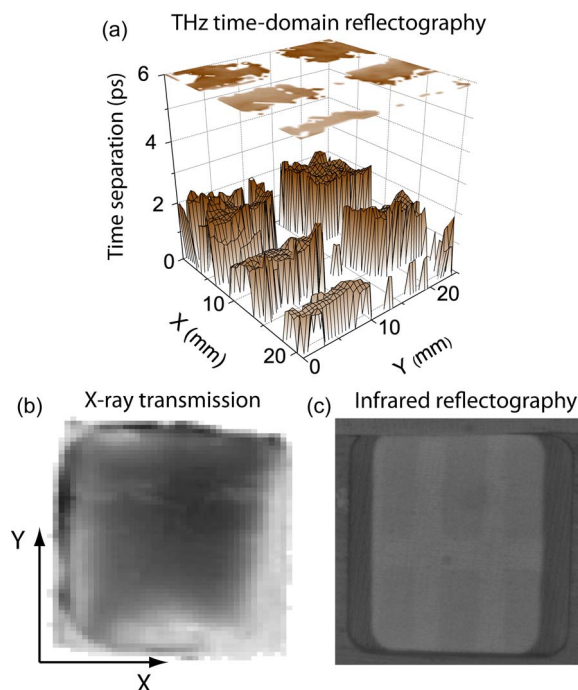 THz time-domain reflectography
(a)
6
4
2
0
Time separation (ps)
10
20
X (mm)
0
10
20
Y (mm)
(b)
X-ray transmission
(c)
Infrared reflectography
Y
X